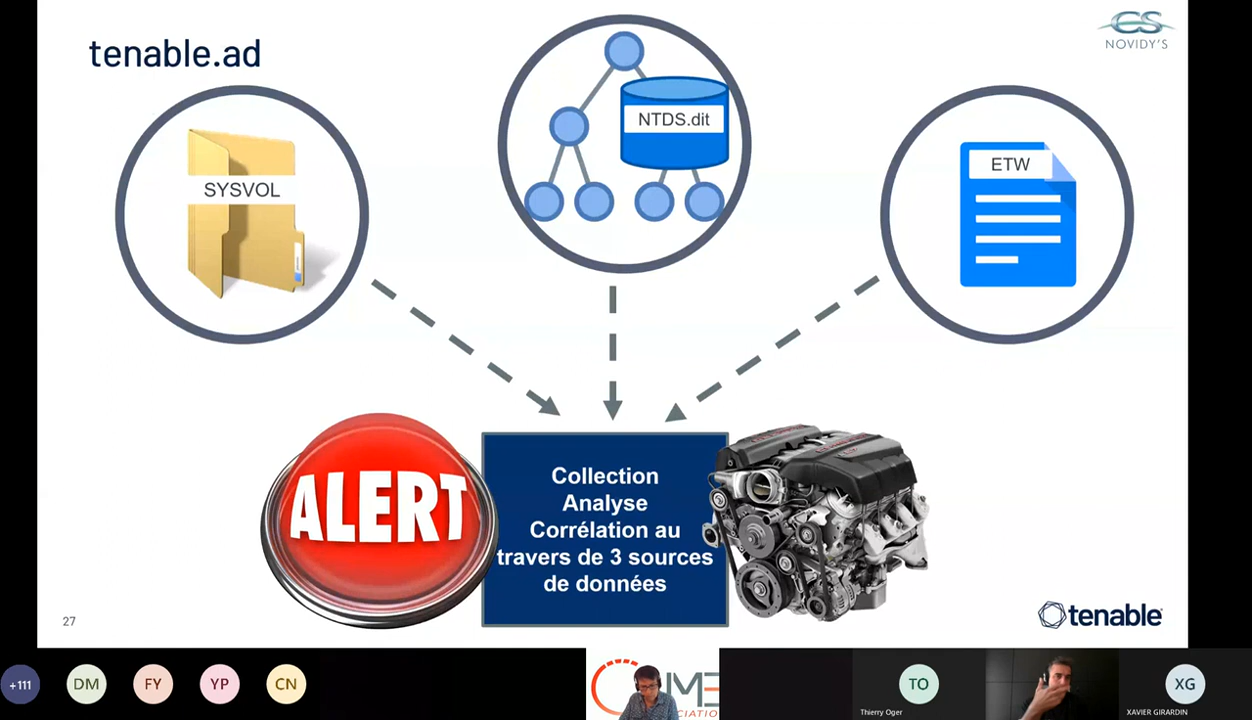 tenable.ad
CS
NOVIDY'S
SYSVOL
NTDS.dit
ETW
ALERT
Collection
Analyse
Corrélation au
travers de 3 sources
de données
27
tenable
+111
DM
FY
YP
CN
TO
Thierry Oger
XG
XAVIER GIRARDIN